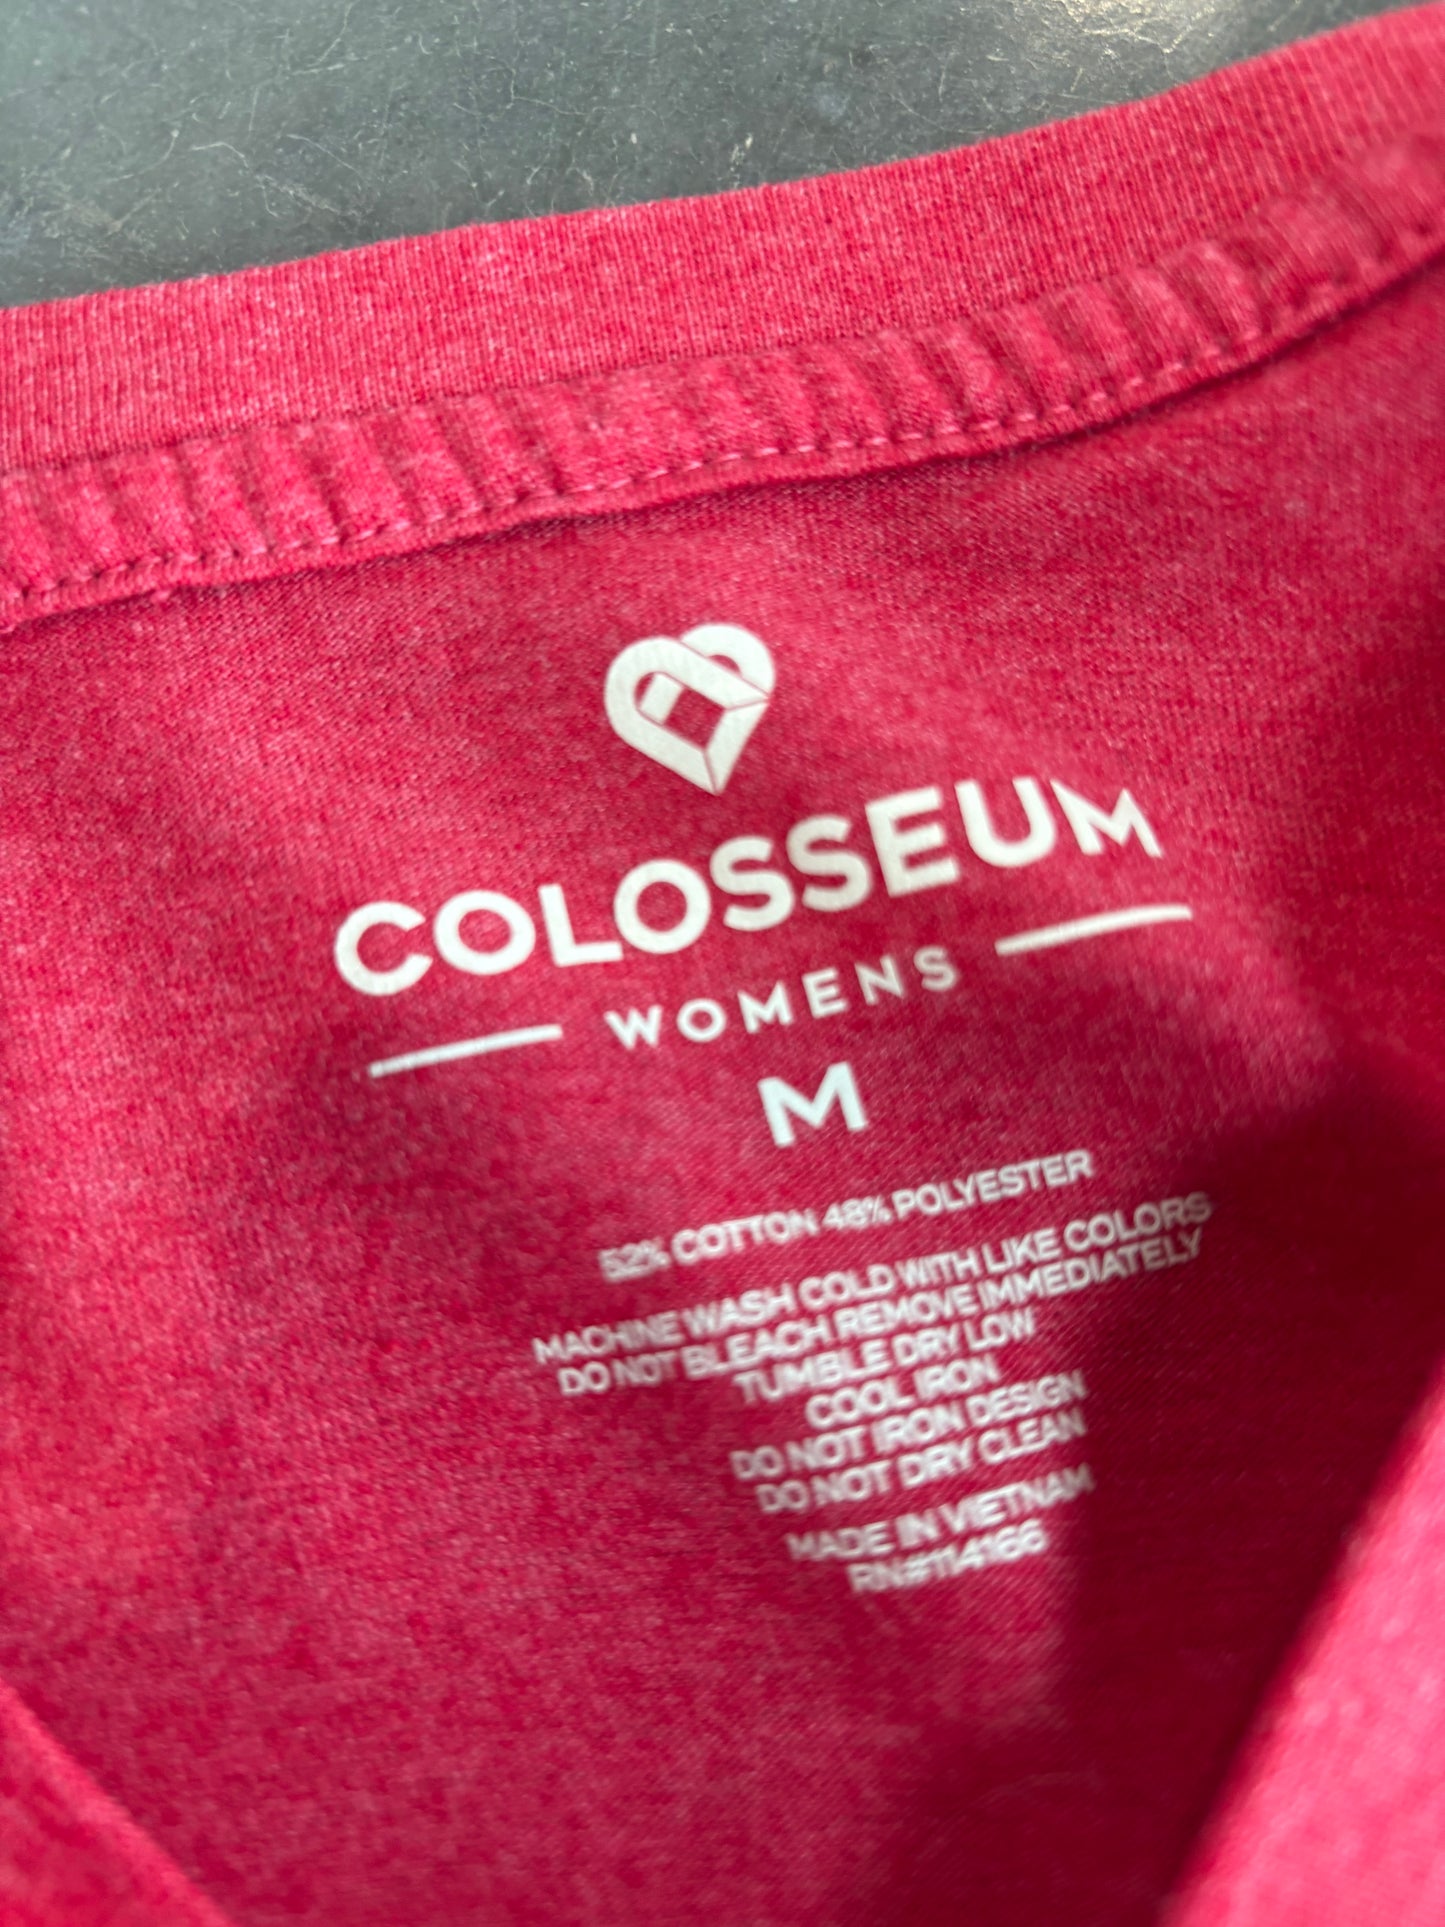 COLOSSEUM
WOMENS
M
52% COTTON 48% POLYESTER
MACHINE WASH COLD WITH LIKE COLORS
DO NOT BLEACH REMOVE IMMEDIATELY
TUMBLE DRY LOW
COOL IRON
DO NOT IRON DESIGN
DO NOT DRY CLEAN
MADE IN VIETNAM
RN#114166